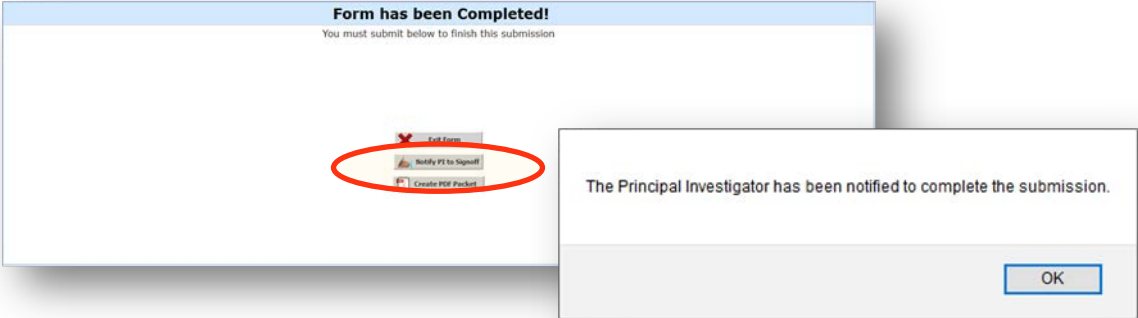 Form has been Completed!
You must submit below to finish this submission
Exit Form
Notify PI to Signoff
Create PDF Packet
The Principal Investigator has been notified to complete the submission.
OK